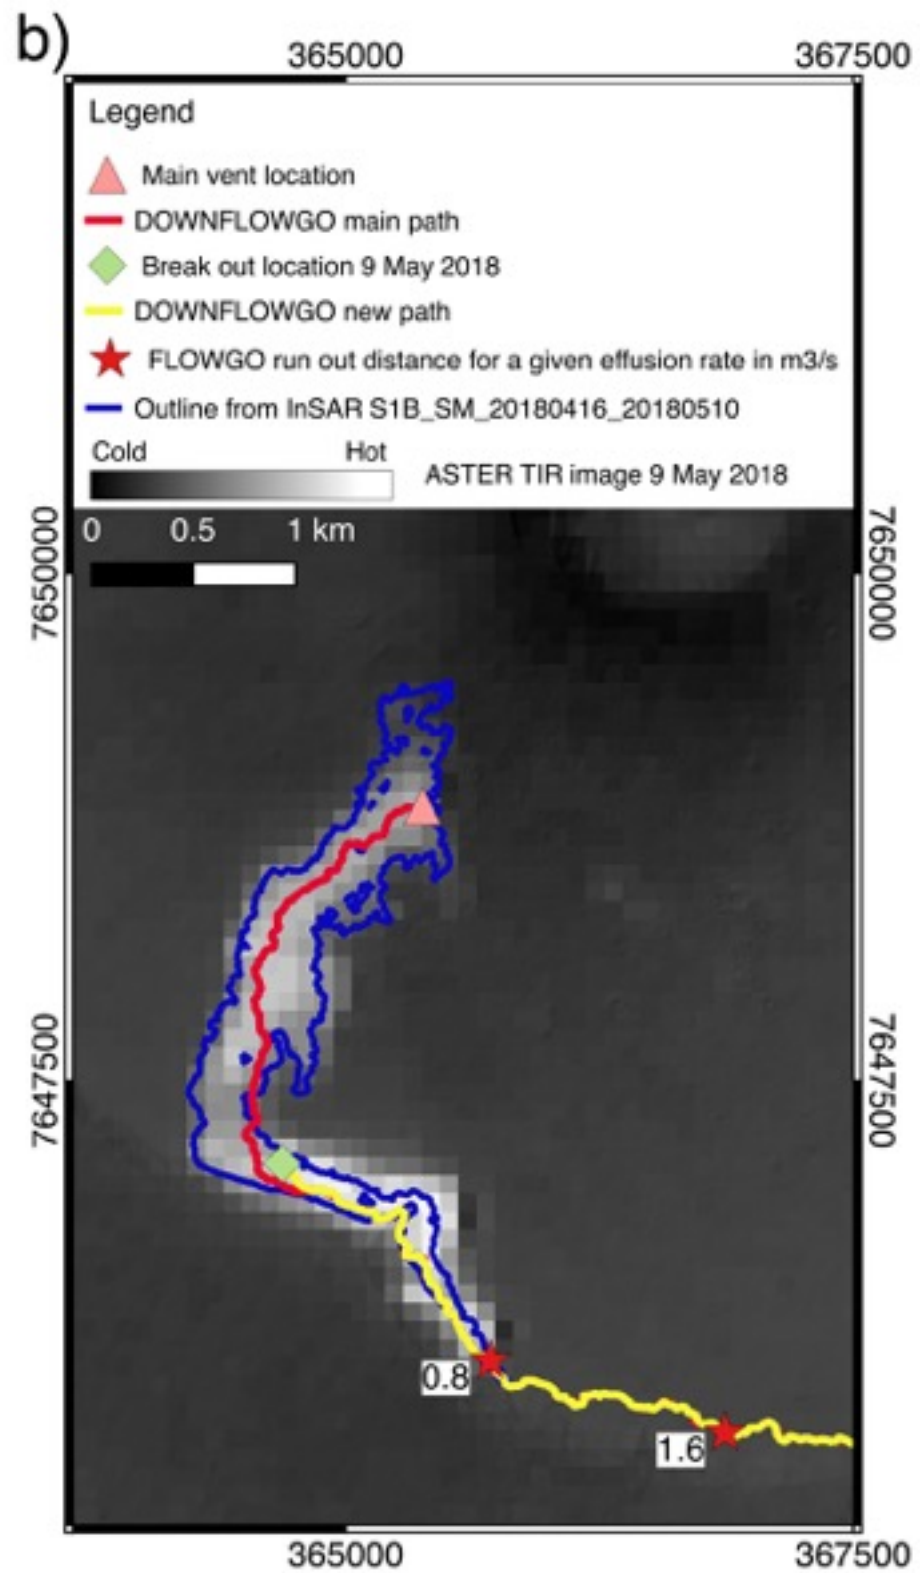 b)
365000 367500
Legend
Main vent location
DOWNFLOWGO main path
Break out location 9 May 2018
DOWNFLOWGO new path
FLOWGO run out distance for a given effusion rate in m3/s
Outline from InSAR S1B_SM_20180416_20180510
Cold Hot
ASTER TIR image 9 May 2018
0 0.5 1 km
7650000 7650000
7647500 7647500
0.8
1.6
365000 367500